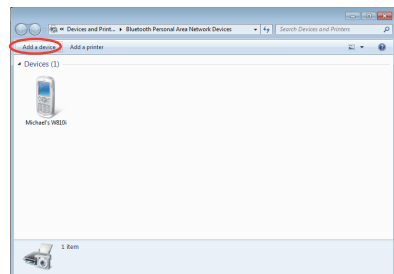 « Devices and Print... ▸ Bluetooth Personal Area Network Devices
Search Devices and Printers
Add a device
Add a printer
Devices (1)
Michael's W810i
1 item